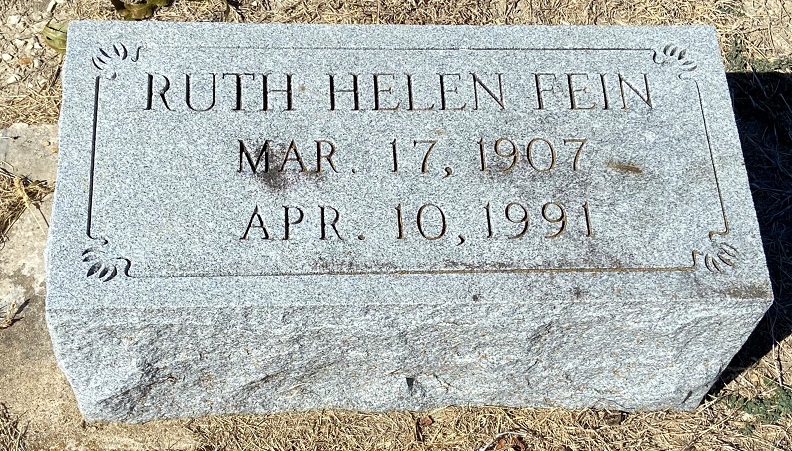 RUTH HELEN FEIN
MAR. 17, 1907
APR. 10, 1991